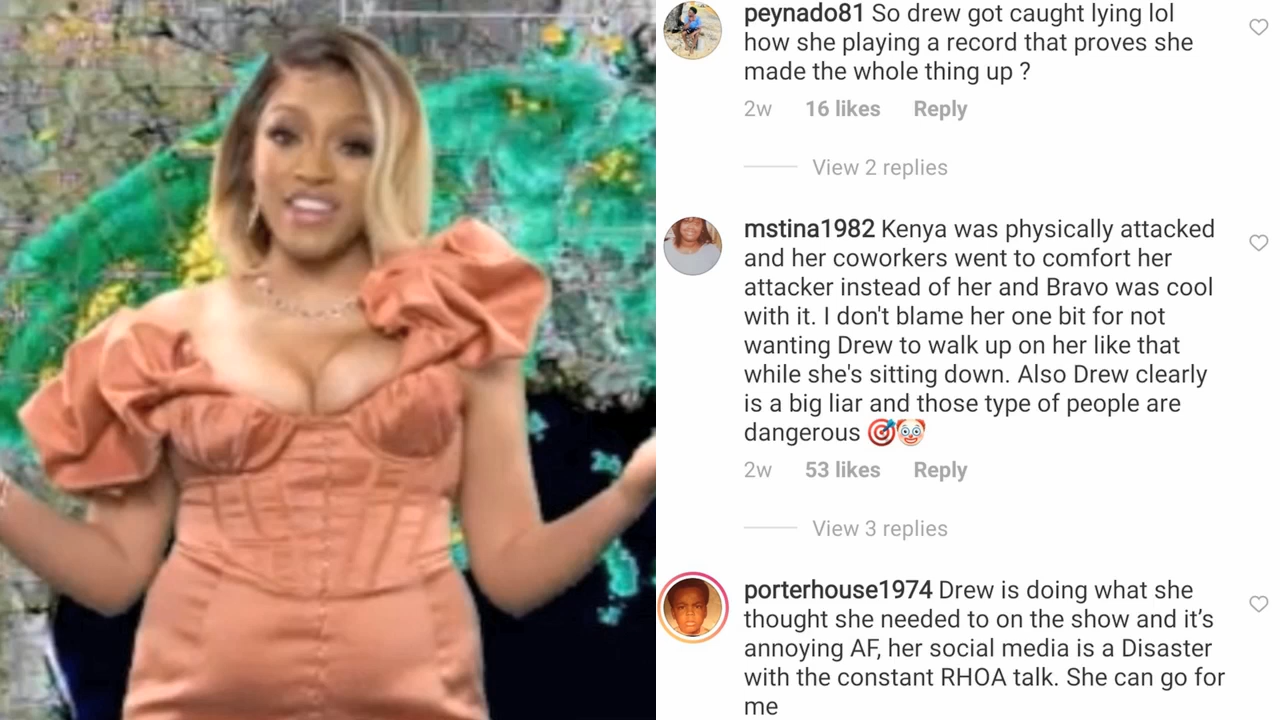 peynado81 So drew got caught lying lol
how she playing a record that proves she
made the whole thing up ?
2w 16 likes Reply
View 2 replies
mstina1982 Kenya was physically attacked
and her coworkers went to comfort her
attacker instead of her and Bravo was cool
with it. I don't blame her one bit for not
wanting Drew to walk up on her like that
while she's sitting down. Also Drew clearly
is a big liar and those type of people are
dangerous 🎯🤡
2w 53 likes Reply
View 3 replies
porterhouse1974 Drew is doing what she
thought she needed to on the show and it’s
annoying AF, her social media is a Disaster
with the constant RHOA talk. She can go for
me